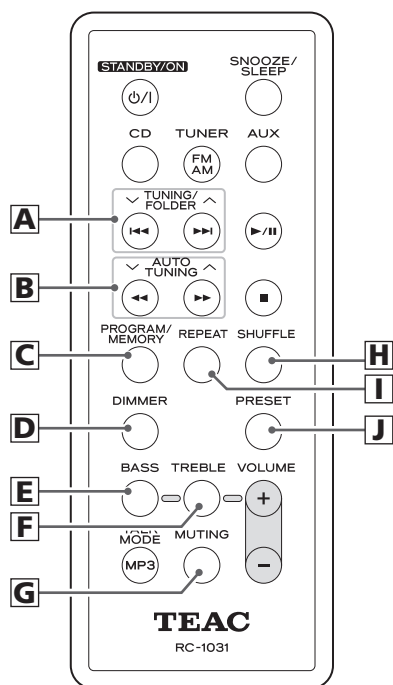 STANDBY/ON
SNOOZE/
SLEEP
CD TUNER AUX
FM
AM
A
TUNING/
FOLDER
B
AUTO
TUNING
PROGRAM/
MEMORY
REPEAT SHUFFLE
C
H
I
DIMMER PRESET
D
J
BASS TREBLE VOLUME
E
+
F
MODE
MUTING
MP3
−
G
TEAC
RC-1031